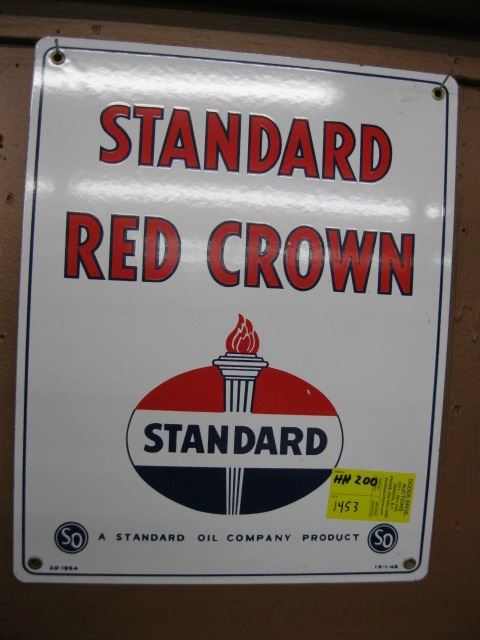 STANDARD
RED CROWN
STANDARD
HH 200
1453
SO A STANDARD OIL COMPANY PRODUCT SO